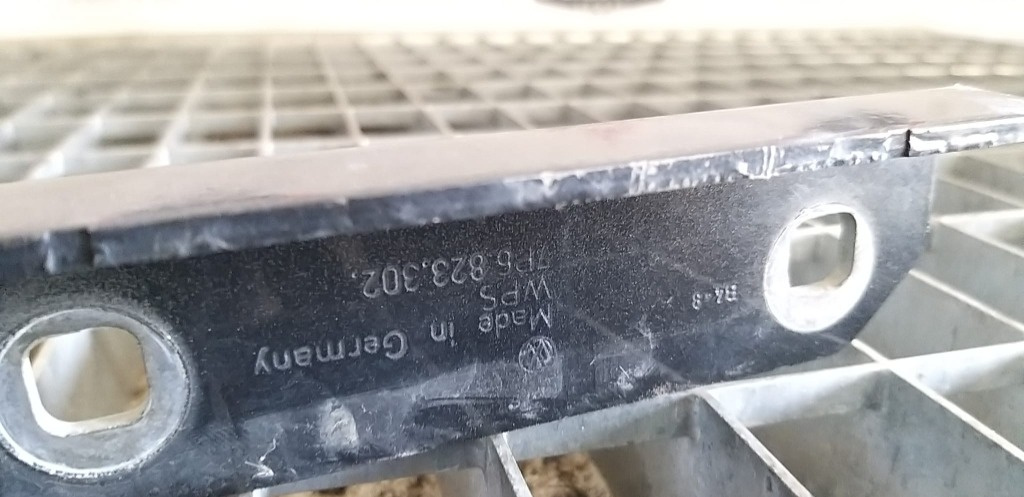 Made in Germany
WPS
7P6.823.302.
B4-8